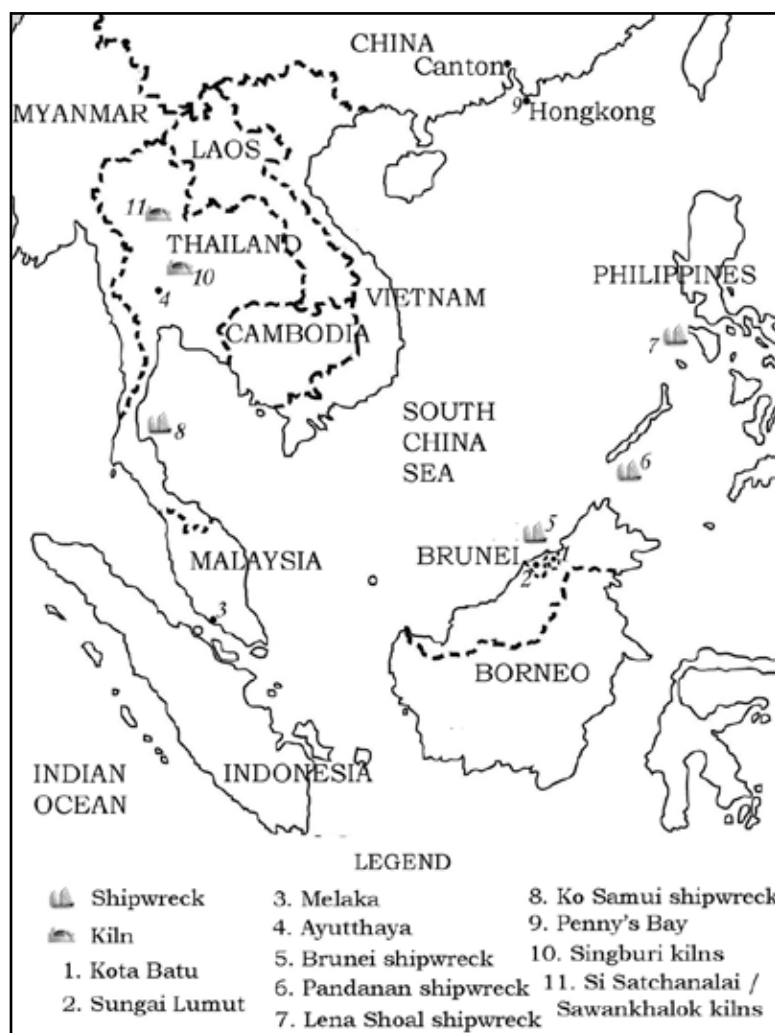 CHINA
Canton
9
Hongkong
MYANMAR
LAOS
11
THAILAND
10
4
VIETNAM
PHILIPPINES
CAMBODIA
7
8
SOUTH
CHINA
SEA
6
5
BRUNEI
1
2
MALAYSIA
3
BORNEO
INDIAN
OCEAN
INDONESIA
LEGEND
Shipwreck
Kiln
1. Kota Batu
2. Sungai Lumut
3. Melaka
4. Ayutthaya
5. Brunei shipwreck
6. Pandanan shipwreck
7. Lena Shoal shipwreck
8. Ko Samui shipwreck
9. Penny's Bay
10. Singburi kilns
11. Si Satchanalai /
Sawankhalok kilns